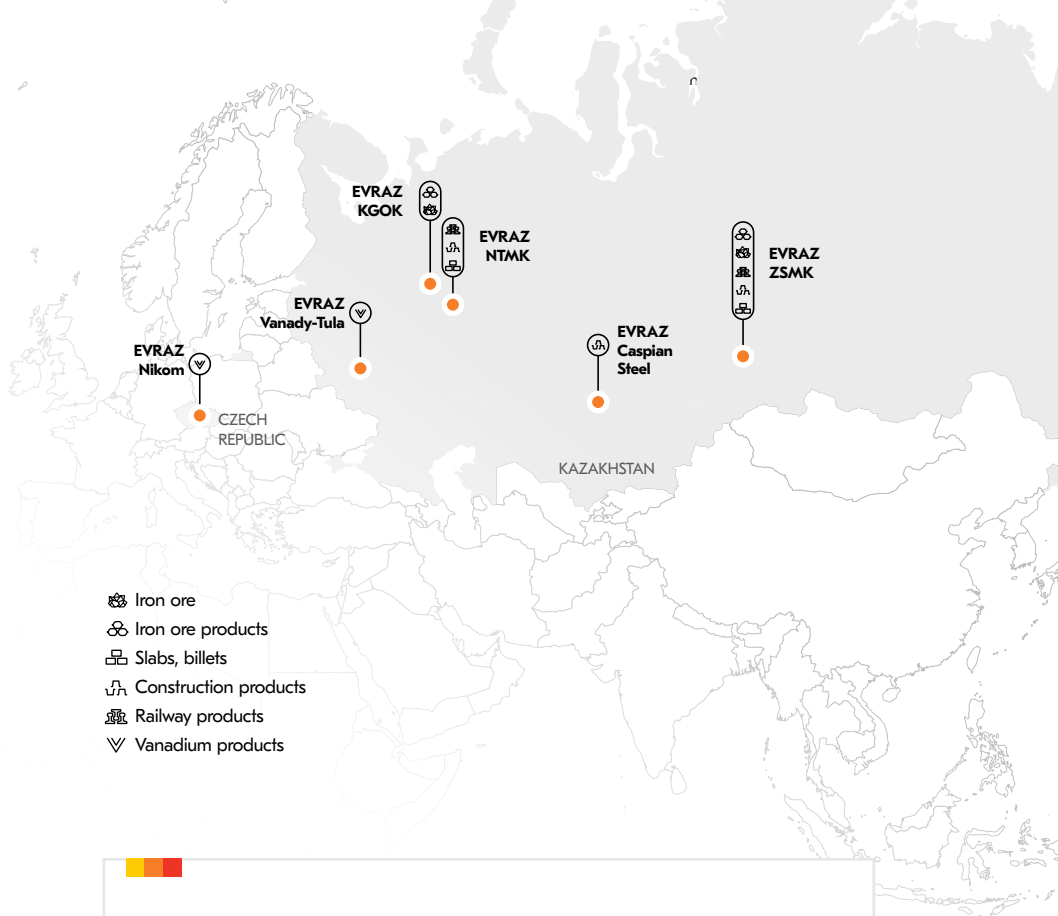 EVRAZ
KGOK
EVRAZ
NTMK
EVRAZ
ZSMK
EVRAZ
Vanady-Tula
EVRAZ
Caspian
Steel
EVRAZ
Nikom
CZECH
REPUBLIC
KAZAKHSTAN
Iron ore
Iron ore products
Slabs, billets
Construction products
Railway products
Vanadium products